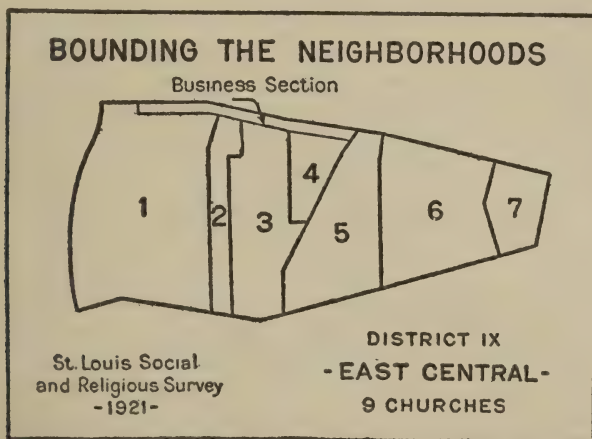 BOUNDING THE NEIGHBORHOODS
Business Section
1
2
3
4
5
6
7
St. Louis Social
and Religious Survey
-1921-
DISTRICT IX
- EAST CENTRAL -
9 CHURCHES